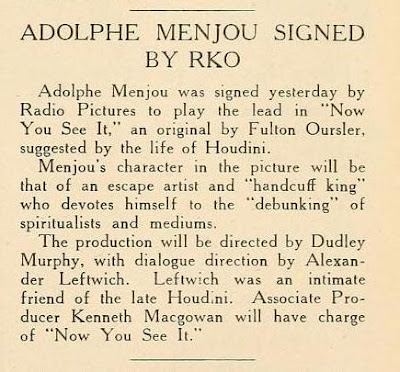 ADOLPHE MENJOU SIGNED
BY RKO
Adolphe Menjou was signed yesterday by
Radio Pictures to play the lead in "Now
You See It," an original by Fulton Oursler,
suggested by the life of Houdini.
Menjou's character in the picture will be
that of an escape artist and "handcuff king"
who devotes himself to the "debunking" of
spiritualists and mediums.
The production will be directed by Dudley
Murphy, with dialogue direction by Alexan-
der Leftwich. Leftwich was an intimate
friend of the late Houdini. Associate Pro-
ducer Kenneth Macgowan will have charge
of "Now You See It."